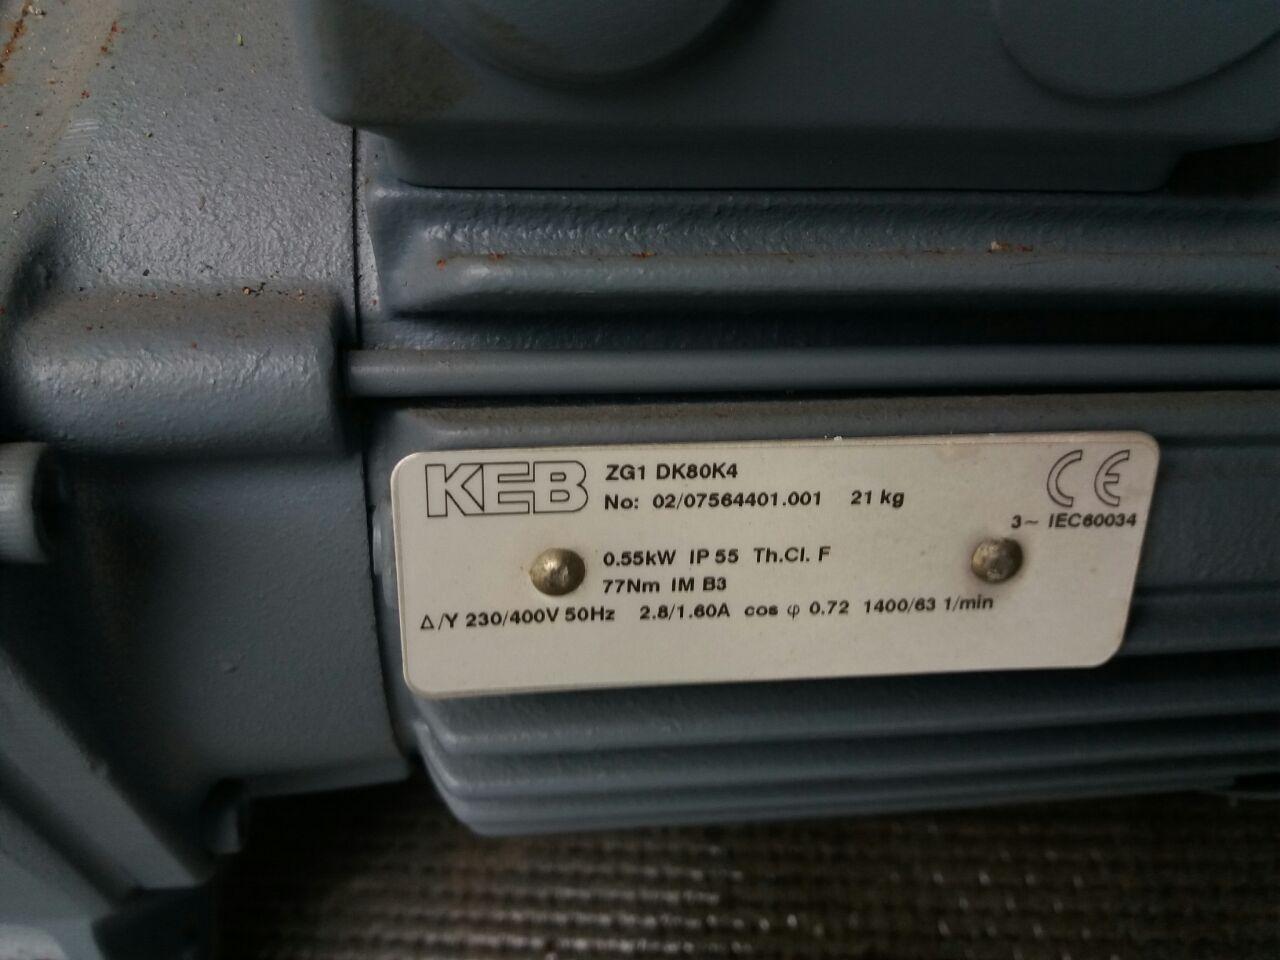 KEB ZG1 DK80K4
No: 02/07564401.001 21 kg
CE
3~ IEC60034
0.55kW IP 55 Th.Cl. F
77Nm IM B3
Δ/Y 230/400V 50Hz 2.8/1.60A cos φ 0.72 1400/63 1/min